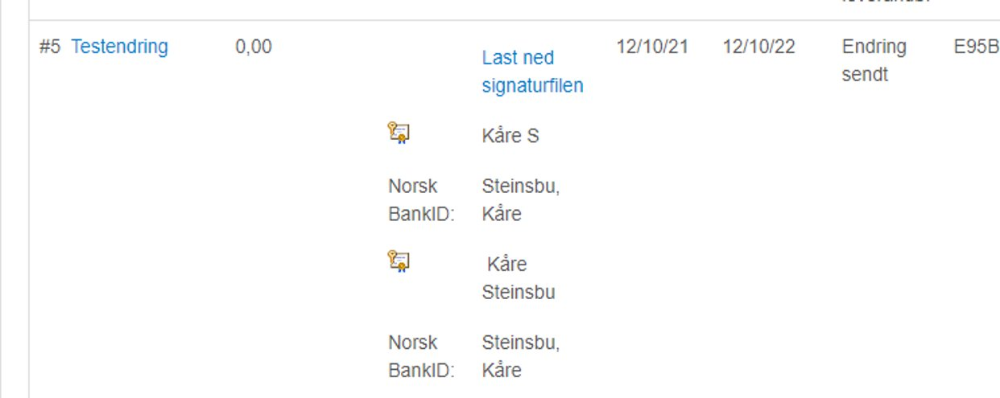 #5 Testendring 0,00 Last ned signaturfilen 12/10/21 12/10/22 Endring sendt E95B
Kåre S
Norsk BankID: Steinsbu, Kåre
Kåre Steinsbu
Norsk BankID: Steinsbu, Kåre